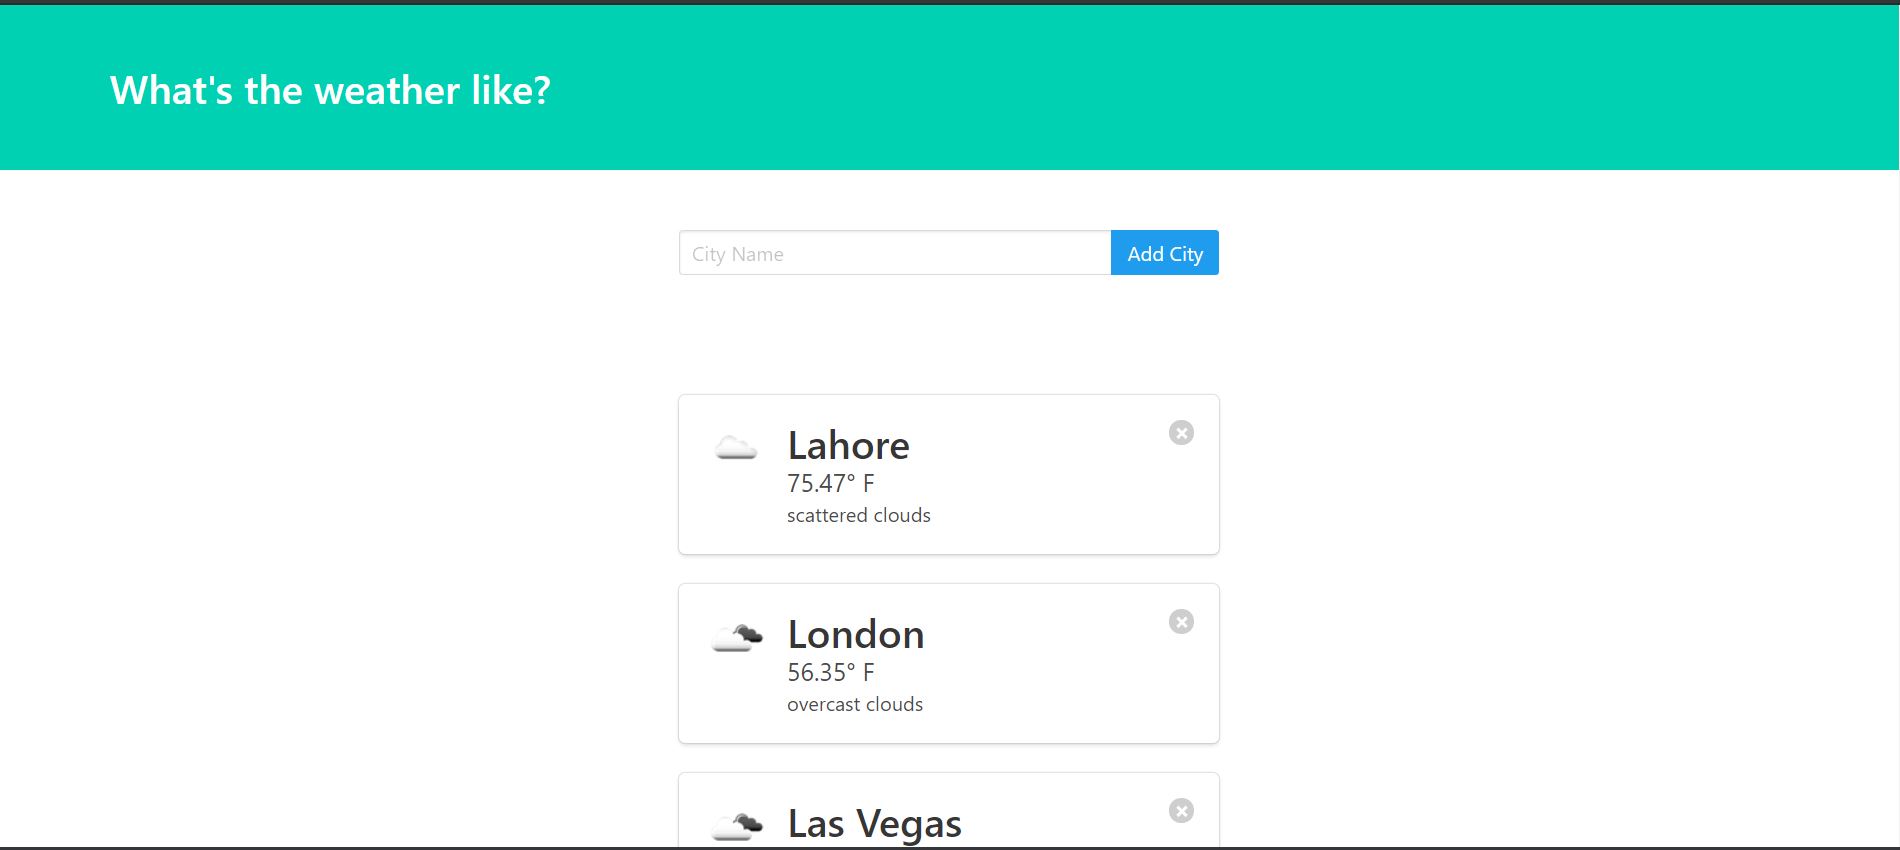 What's the weather like?
City Name
Add City
Lahore
75.47° F
scattered clouds
London
56.35° F
overcast clouds
Las Vegas